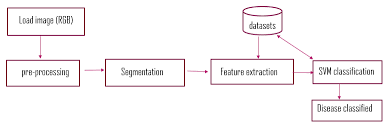 Load image (RGB)
datasets
pre-processing
Segmentation
Feature extraction
SVM classification
Disease classified